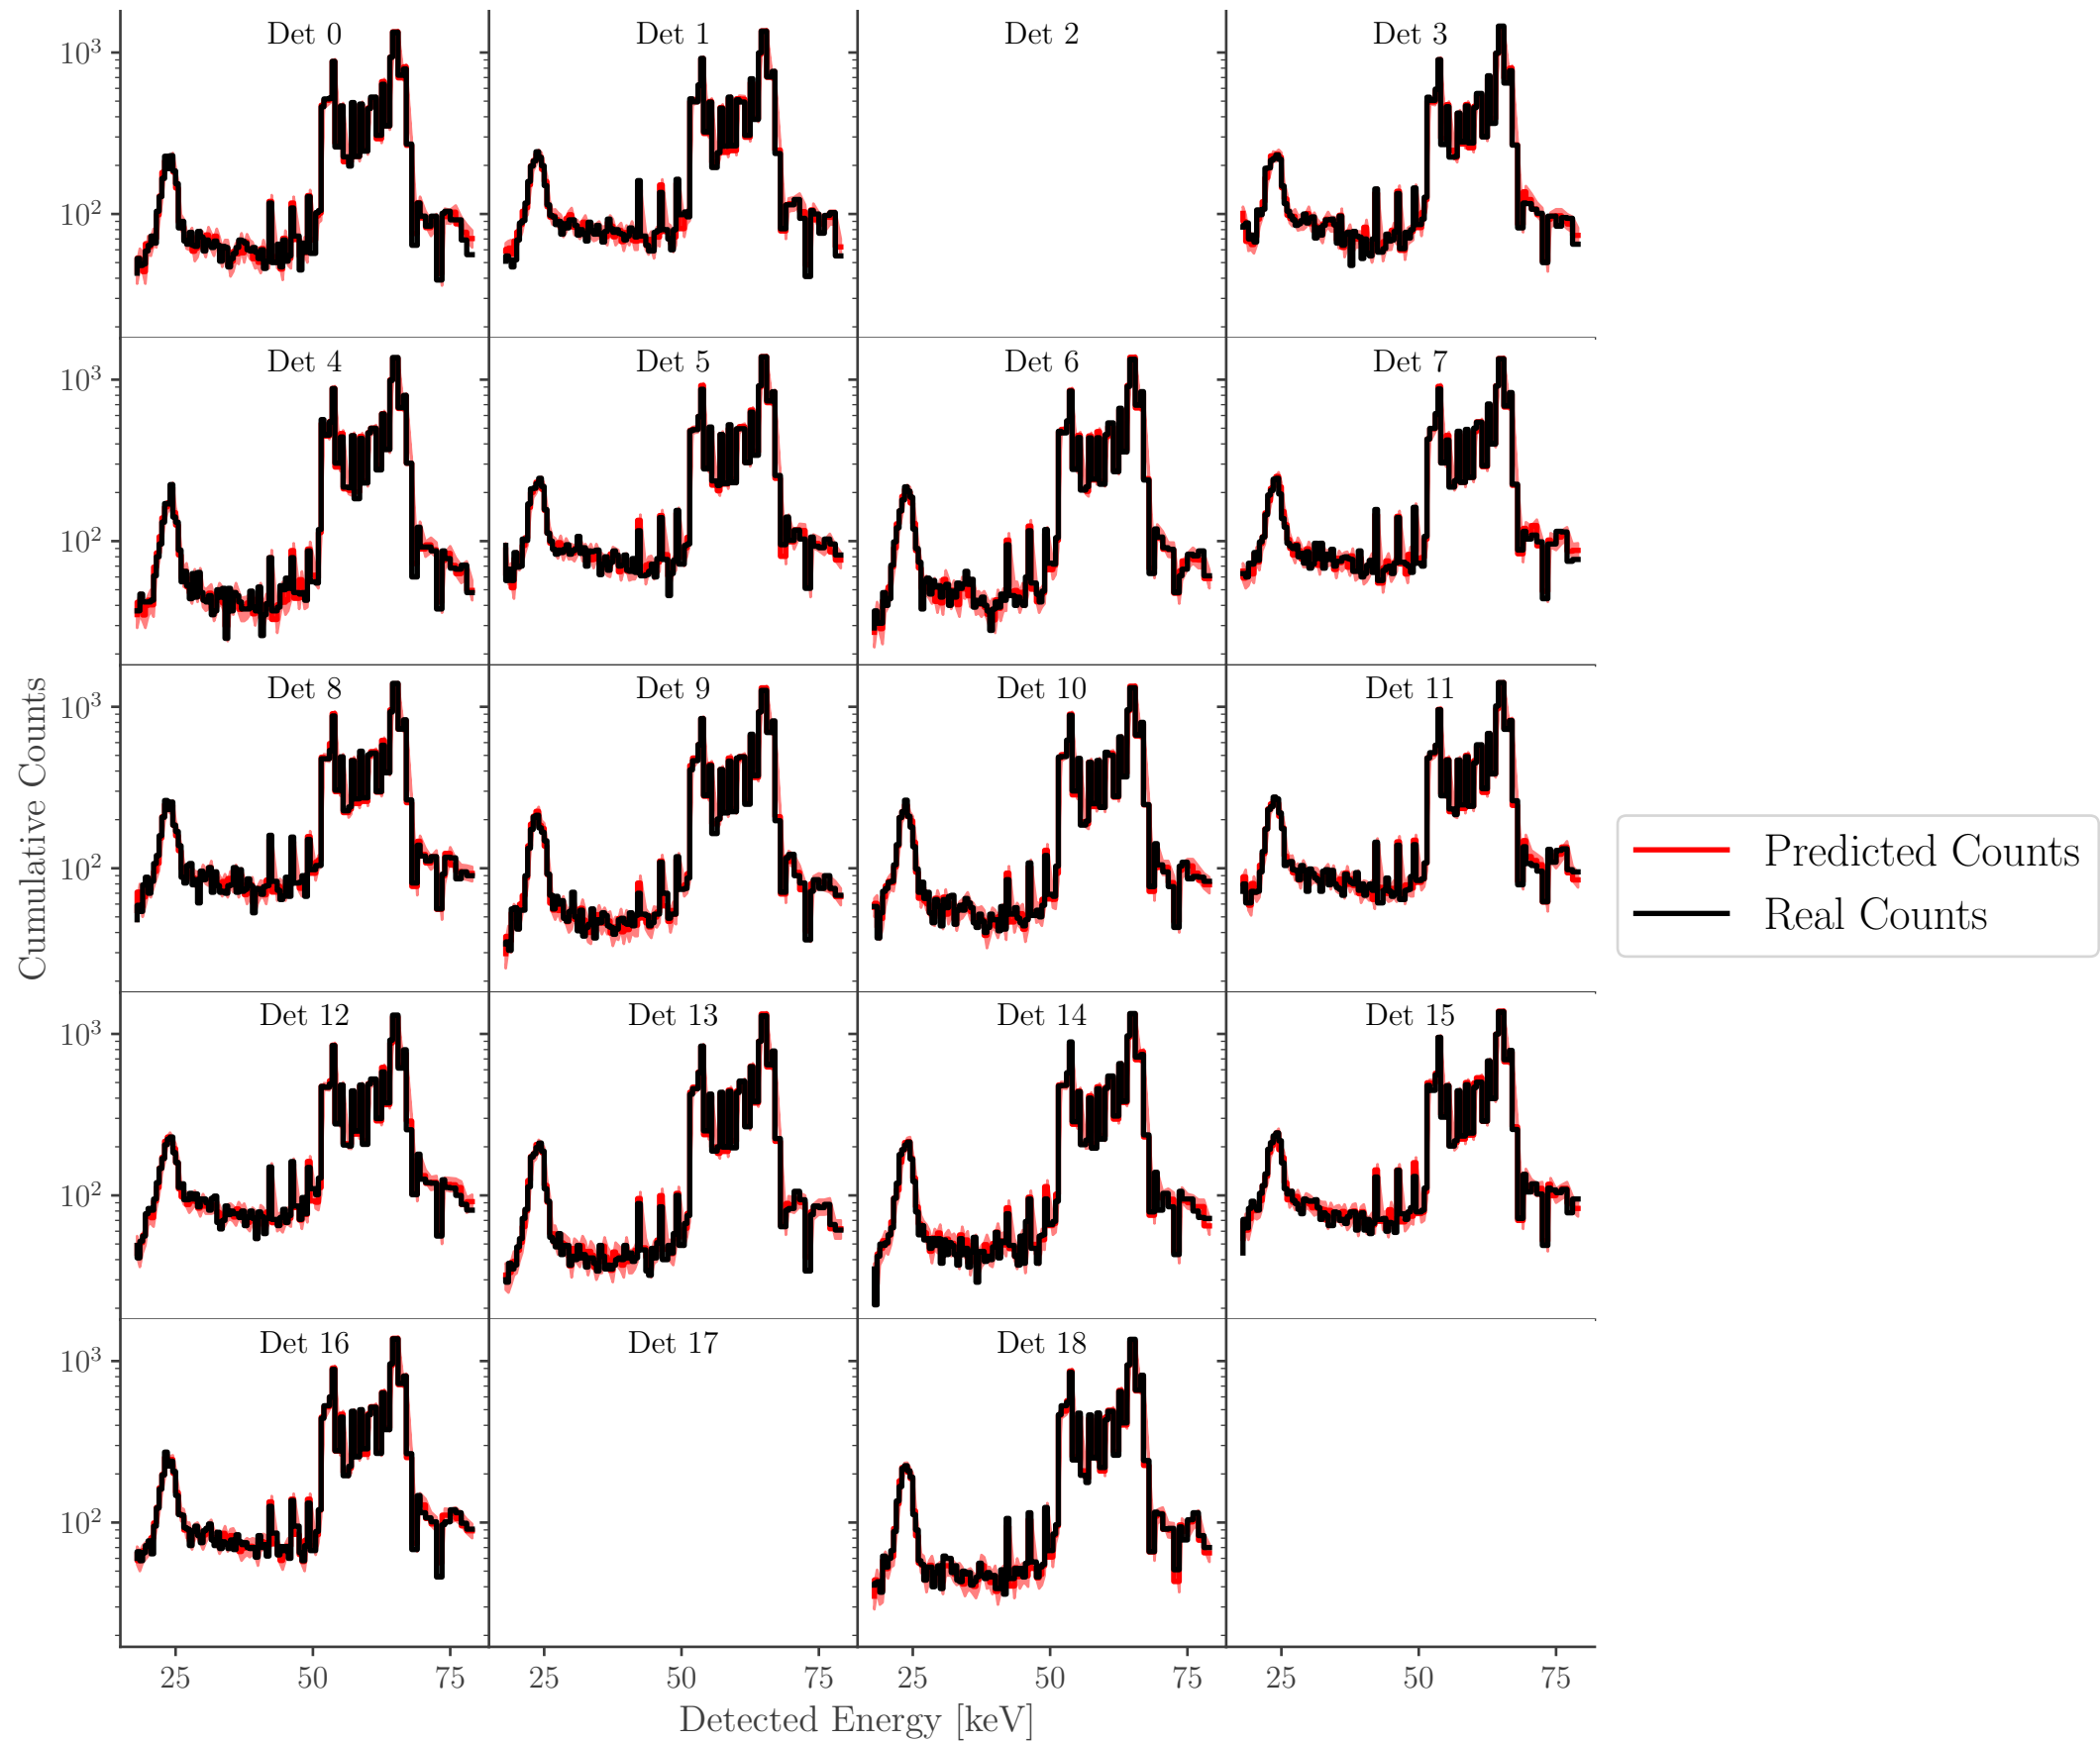 Det 0
Det 1
Det 2
Det 3
10³
10²
Det 4
Det 5
Det 6
Det 7
10³
10²
Det 8
Det 9
Det 10
Det 11
10³
10²
Det 12
Det 13
Det 14
Det 15
10³
10²
Det 16
Det 17
Det 18
10³
10²
25 50 75 25 50 75 25 50 75 25 50 75
Detected Energy [keV]
Cumulative Counts
Predicted Counts
Real Counts